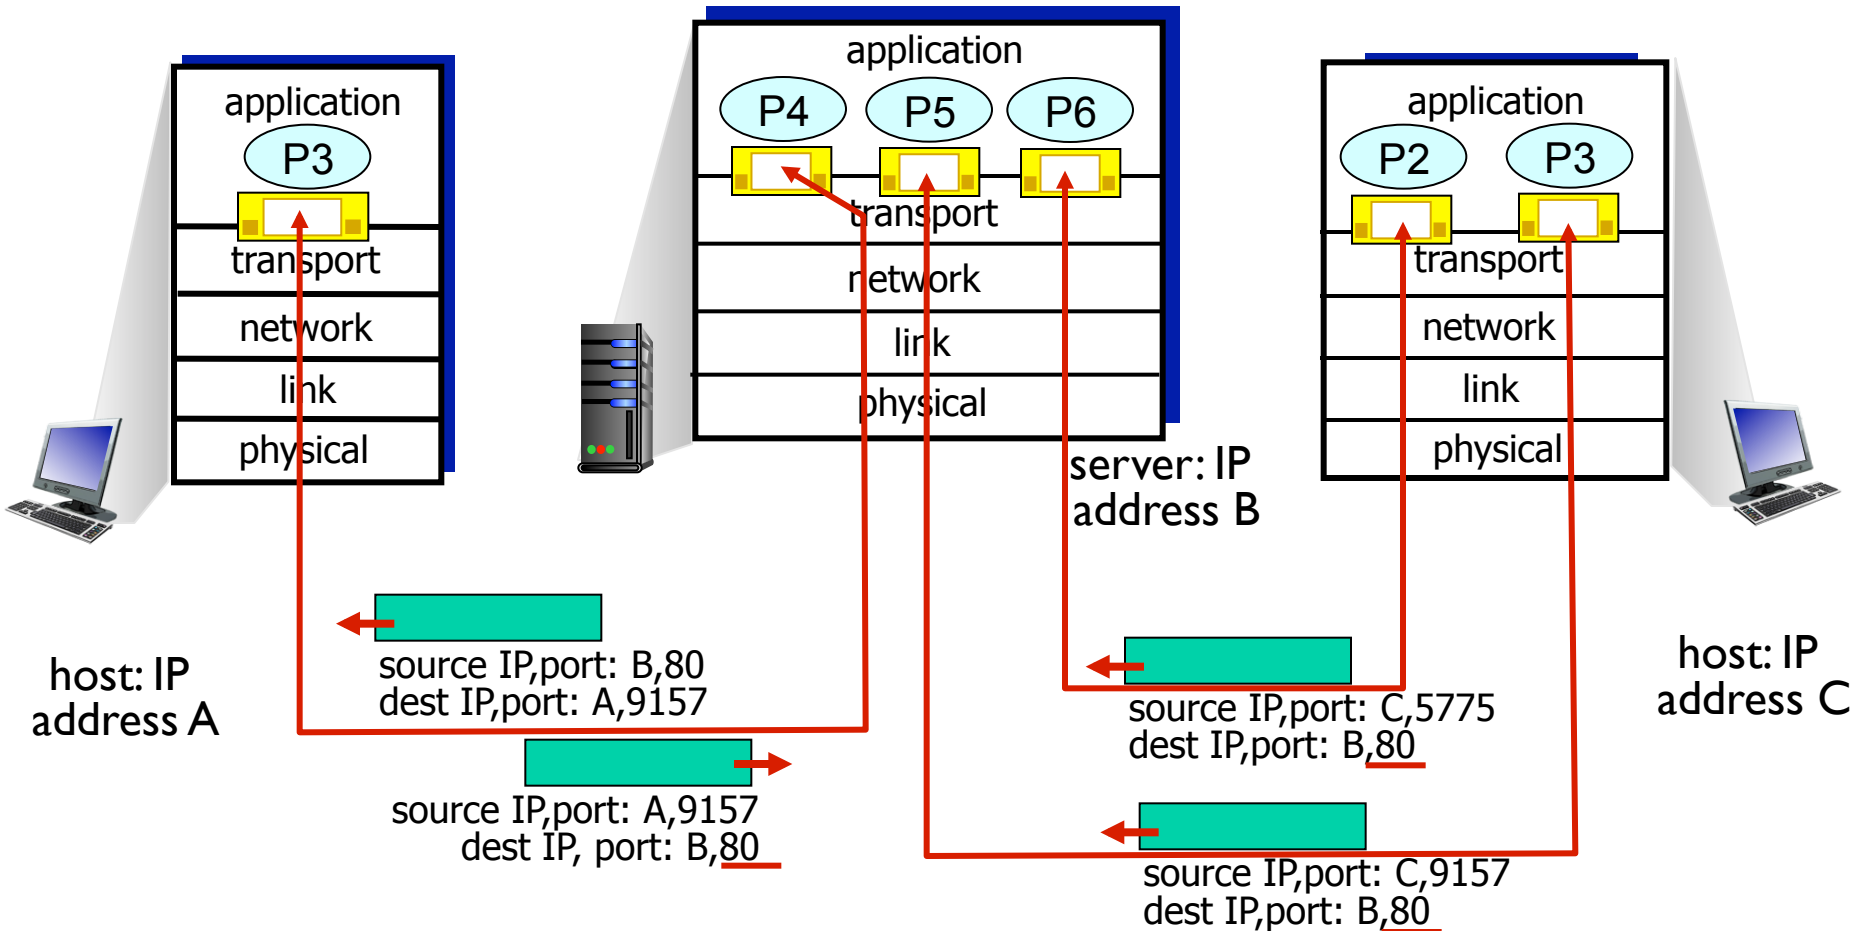 application
P3
transport
network
link
physical
host: IP
address A
application
P4
P5
P6
transport
network
link
physical
server: IP
address B
application
P2
P3
transport
network
link
physical
host: IP
address C
source IP,port: B,80
dest IP,port: A,9157
source IP,port: A,9157
dest IP, port: B,80
source IP,port: C,5775
dest IP,port: B,80
source IP,port: C,9157
dest IP,port: B,80